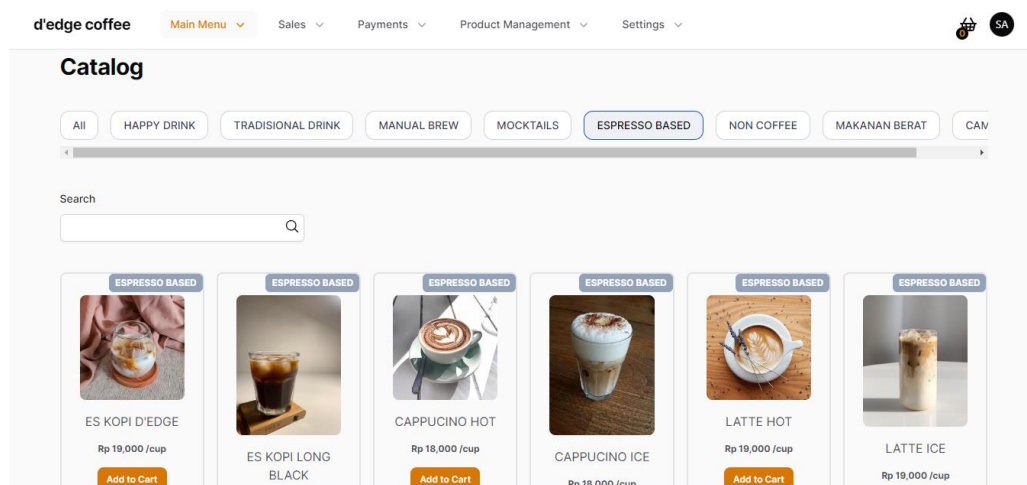 d'edge coffee
Main Menu
Sales
Payments
Product Management
Settings
0
SA
Catalog
All
HAPPY DRINK
TRADISIONAL DRINK
MANUAL BREW
MOCKTAILS
ESPRESSO BASED
NON COFFEE
MAKANAN BERAT
CAM
Search
ESPRESSO BASED
ESPRESSO BASED
ESPRESSO BASED
ESPRESSO BASED
ESPRESSO BASED
ESPRESSO BASED
ES KOPI D'EDGE
Rp 19,000 /cup
Add to Cart
ES KOPI LONG
BLACK
CAPPUCINO HOT
Rp 18,000 /cup
Add to Cart
CAPPUCINO ICE
Rp 18,000 /cup
LATTE HOT
Rp 19,000 /cup
Add to Cart
LATTE ICE
Rp 19,000 /cup